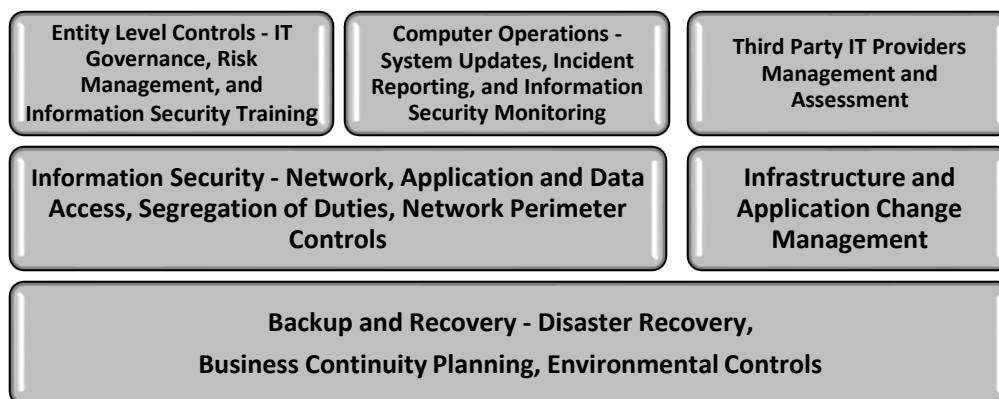 Entity Level Controls - IT
Governance, Risk
Management, and
Information Security Training
Computer Operations -
System Updates, Incident
Reporting, and Information
Security Monitoring
Third Party IT Providers
Management and
Assessment
Information Security - Network, Application and Data
Access, Segregation of Duties, Network Perimeter
Controls
Infrastructure and
Application Change
Management
Backup and Recovery - Disaster Recovery,
Business Continuity Planning, Environmental Controls